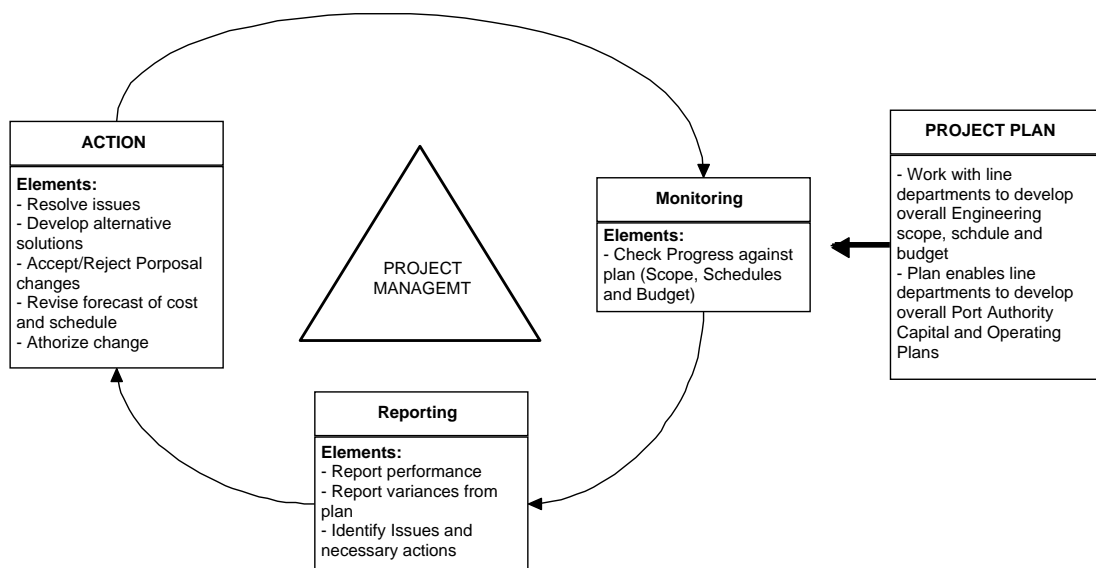 ACTION
Elements:
- Resolve issues
- Develop alternative
solutions
- Accept/Reject Porposal
changes
- Revise forecast of cost
and schedule
- Athorize change
PROJECT
MANAGEMT
Monitoring
Elements:
- Check Progress against
plan (Scope, Schedules
and Budget)
PROJECT PLAN
- Work with line
departments to develop
overall Engineering
scope, schdule and
budget
- Plan enables line
departments to develop
overall Port Authority
Capital and Operating
Plans
Reporting
Elements:
- Report performance
- Report variances from
plan
- Identify Issues and
necessary actions